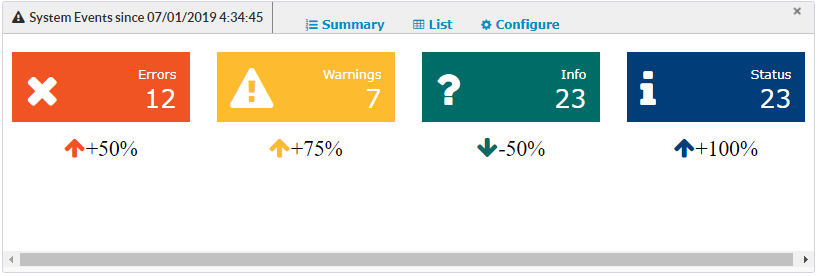 System Events since 07/01/2019 4:34:45
Summary
List
Configure
Errors
12
Warnings
7
Info
23
Status
23
+50%
+75%
-50%
+100%